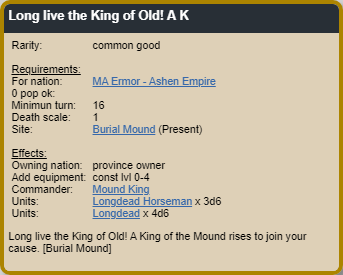 Long live the King of Old! A K
Rarity: common good
Requirements:
For nation: MA Ermor - Ashen Empire
0 pop ok:
Minimun turn: 16
Death scale: 1
Site: Burial Mound (Present)
Effects:
Owning nation: province owner
Add equipment: const lvl 0-4
Commander: Mound King
Units: Longdead Horseman x 3d6
Units: Longdead x 4d6
Long live the King of Old! A King of the Mound rises to join your
cause. [Burial Mound]